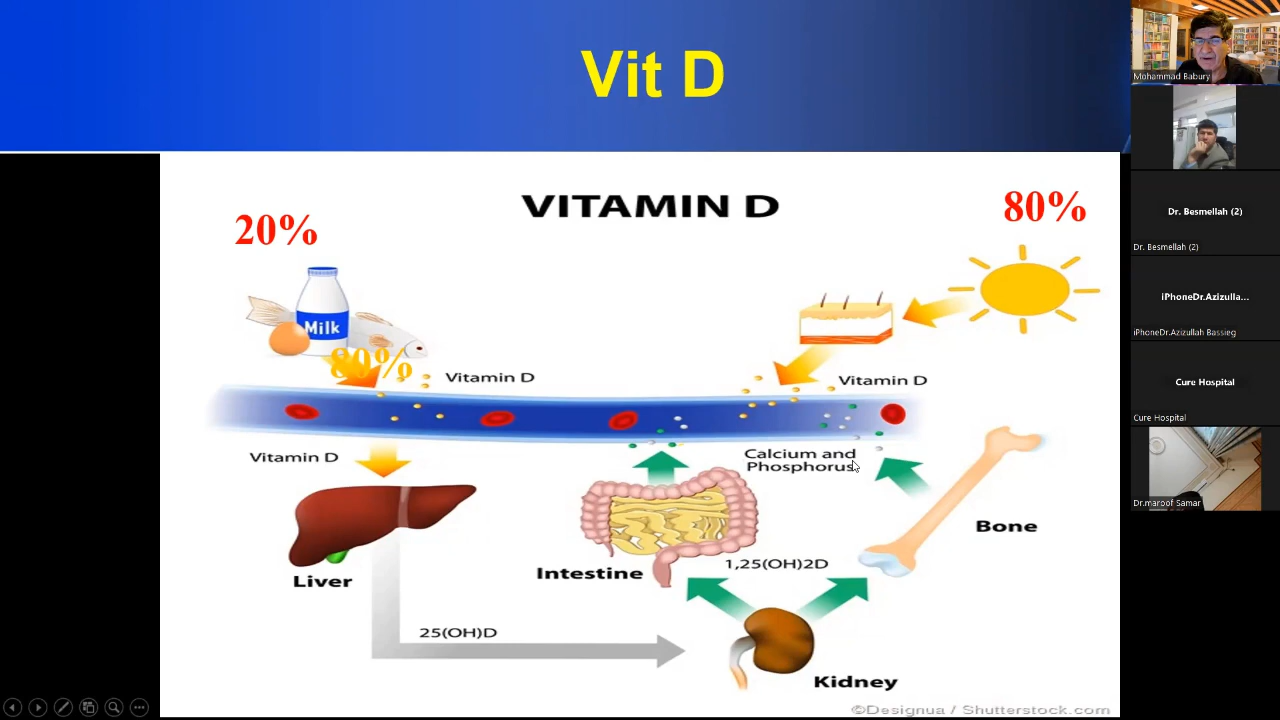 Vit D
VITAMIN D
20%
80%
Milk
80%
Vitamin D
Vitamin D
Vitamin D
Calcium and
Phosphorus
Bone
Liver
Intestine
1,25(OH)2D
25(OH)D
Kidney
©Designua / Shutterstock.com
Mohammad Babury
Dr. Besmellah (2)
Dr. Besmellah (2)
iPhoneDr.Azizulla...
iPhoneDr.Azizullah Bassieg
Cure Hospital
Cure Hospital
Dr.maroof Samar